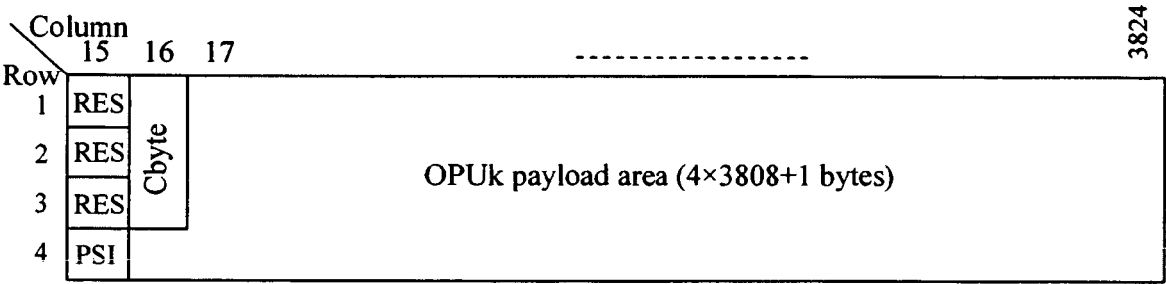 Column
15 16 17 3824
Row
1 RES
2 RES
3 RES
Cbyte
OPUk payload area (4×3808+1 bytes)
4 PSI